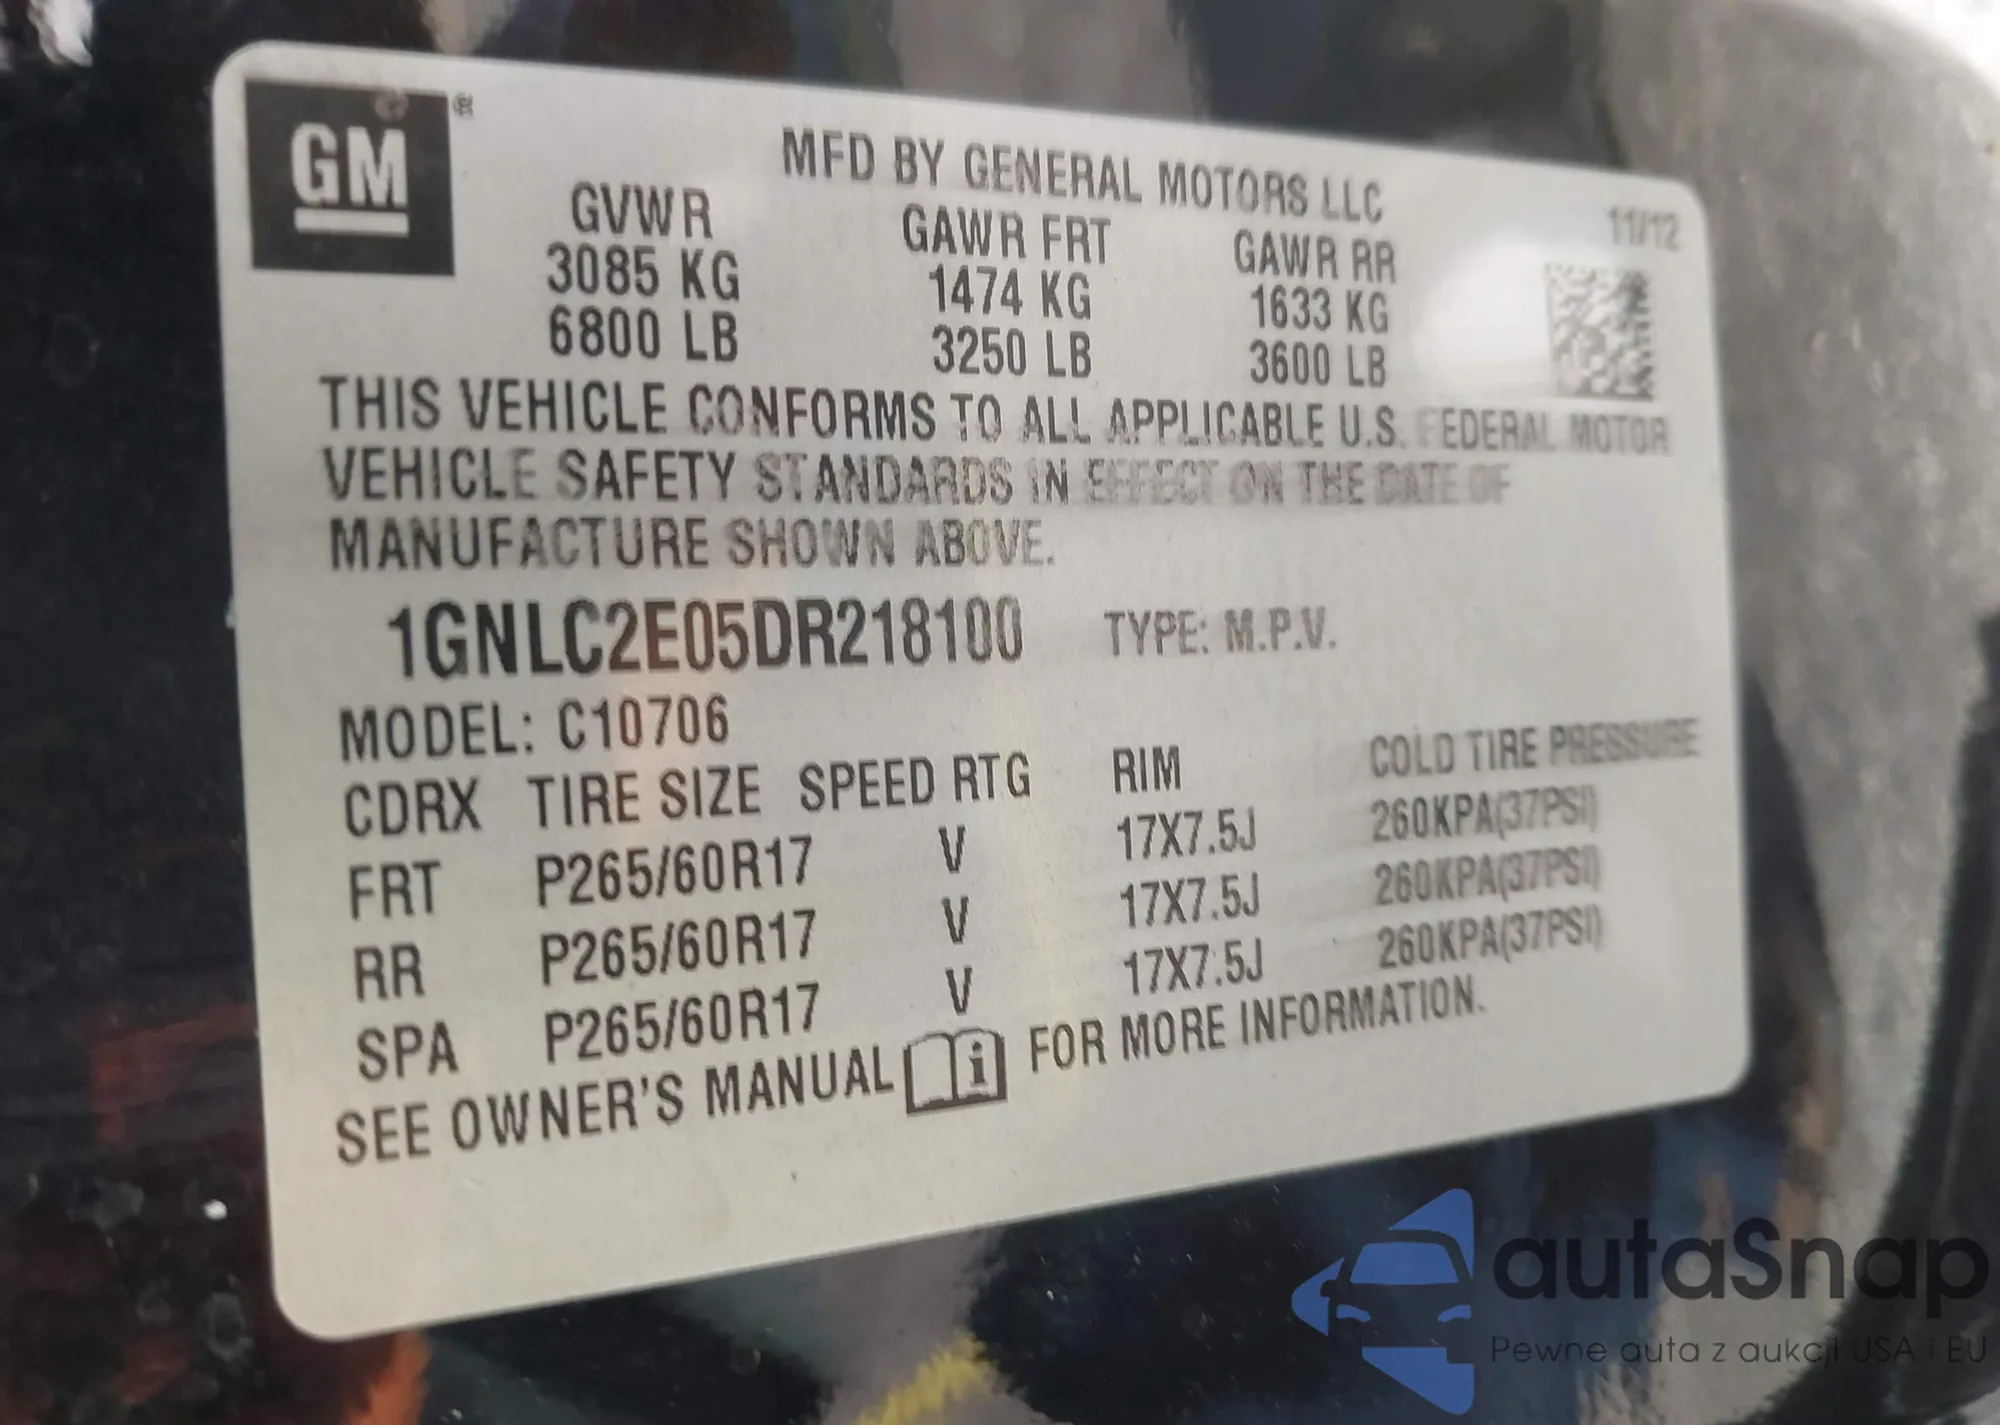 GM ®
MFD BY GENERAL MOTORS LLC
11/12
GVWR GAWR FRT GAWR RR
3085 KG 1474 KG 1633 KG
6800 LB 3250 LB 3600 LB
THIS VEHICLE CONFORMS TO ALL APPLICABLE U.S. FEDERAL MOTOR
VEHICLE SAFETY STANDARDS IN EFFECT ON THE DATE OF
MANUFACTURE SHOWN ABOVE.
1GNLC2E05DR218100 TYPE: M.P.V.
MODEL: C10706
CDRX TIRE SIZE SPEED RTG RIM COLD TIRE PRESSURE
FRT P265/60R17 V 17X7.5J 260KPA(37PSI)
RR P265/60R17 V 17X7.5J 260KPA(37PSI)
SPA P265/60R17 V 17X7.5J 260KPA(37PSI)
SEE OWNER'S MANUAL i FOR MORE INFORMATION.
autaSnap
Pewne auta z aukcji USA i EU